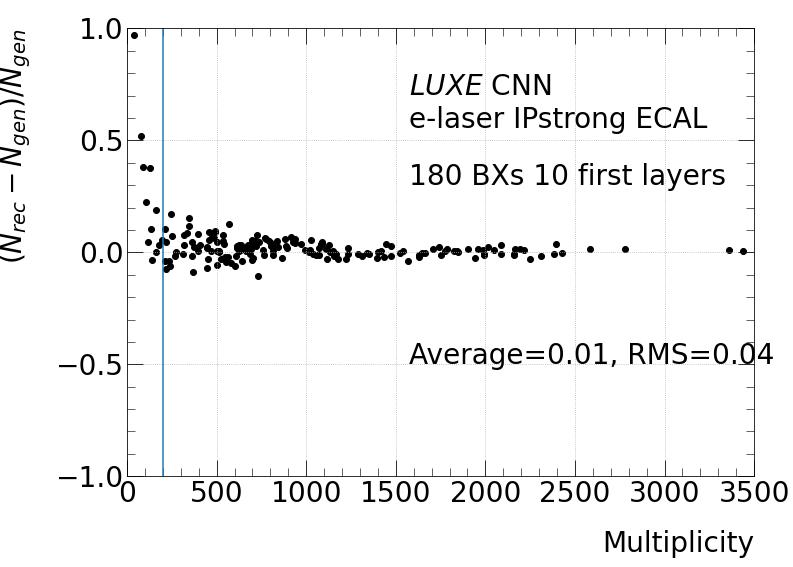 (N_rec − N_gen)/N_gen
1.0
0.5
0.0
−0.5
−1.0
LUXE CNN
e-laser IPstrong ECAL
180 BXs 10 first layers
Average=0.01, RMS=0.04
0 500 1000 1500 2000 2500 3000 3500
Multiplicity